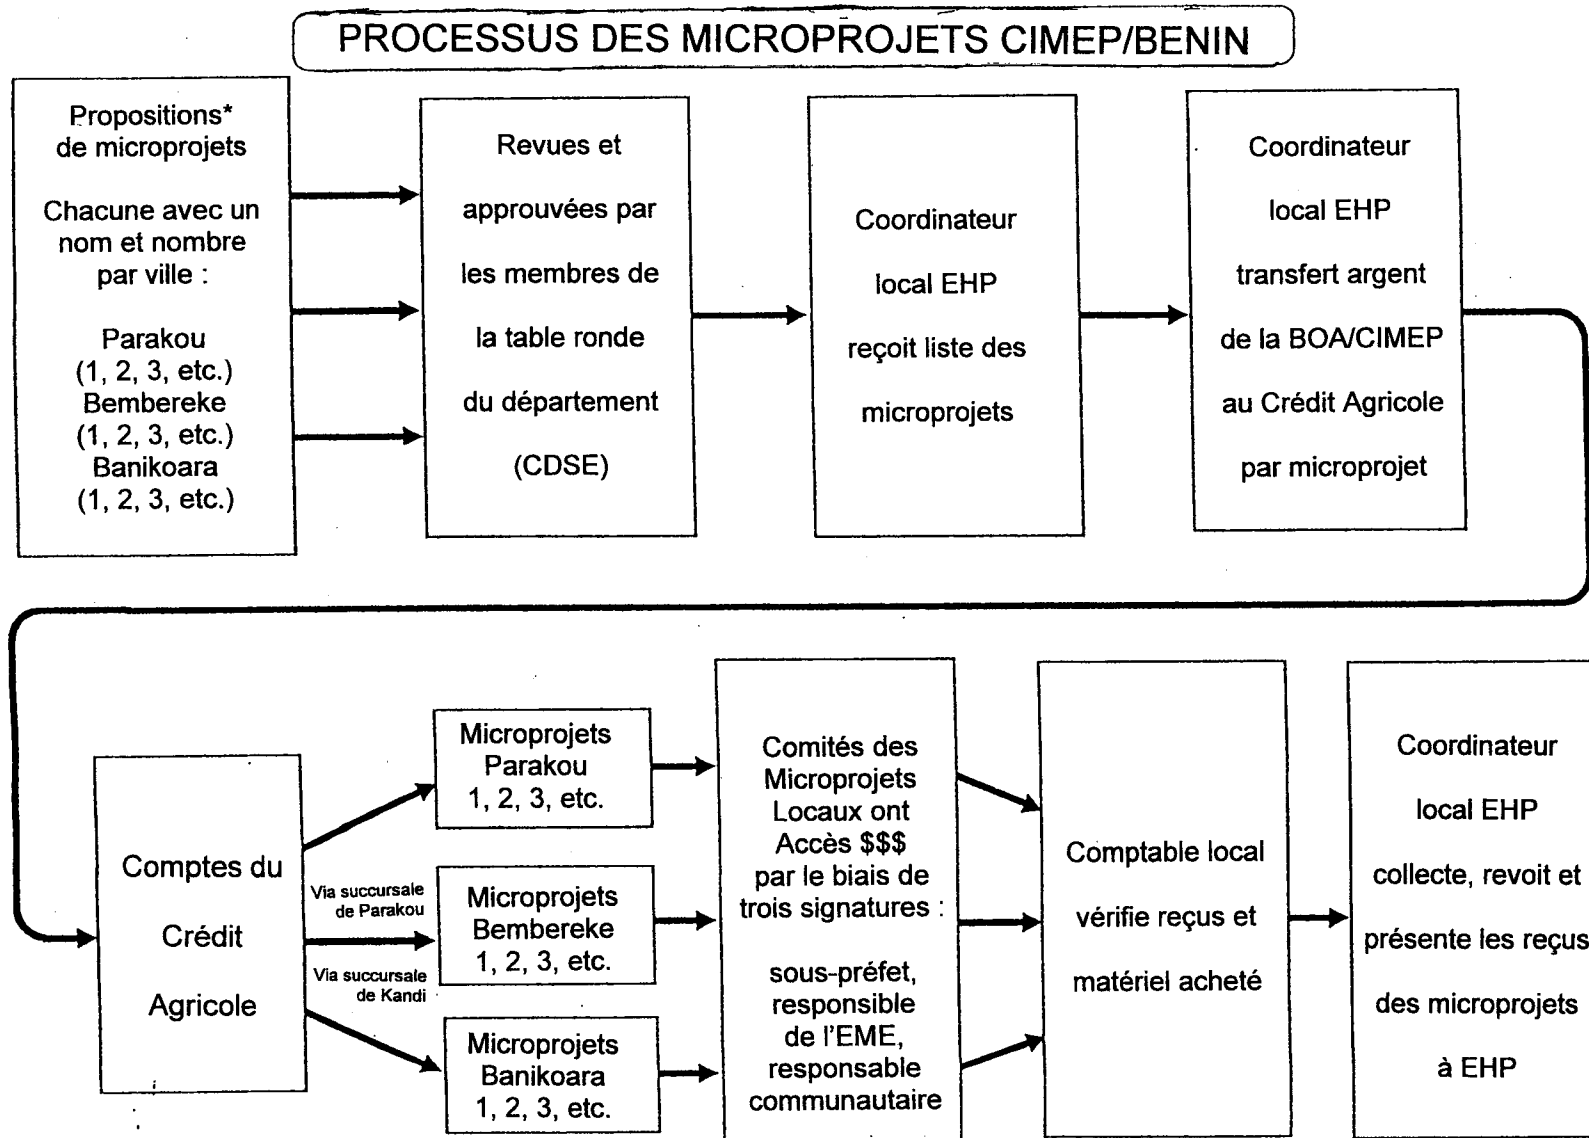 PROCESSUS DES MICROPROJETS CIMEP/BENIN
Propositions*
de microprojets
Chacune avec un
nom et nombre
par ville :
Parakou
(1, 2, 3, etc.)
Bembereke
(1, 2, 3, etc.)
Banikoara
(1, 2, 3, etc.)
Revues et
approuvées par
les membres de
la table ronde
du département
(CDSE)
Coordinateur
local EHP
reçoit liste des
microprojets
Coordinateur
local EHP
transfert argent
de la BOA/CIMEP
au Crédit Agricole
par microprojet
Comptes du
Crédit
Agricole
Via succursale
de Parakou
Via succursale
de Kandi
Microprojets
Parakou
1, 2, 3, etc.
Microprojets
Bembereke
1, 2, 3, etc.
Microprojets
Banikoara
1, 2, 3, etc.
Comités des
Microprojets
Locaux ont
Accès $$$
par le biais de
trois signatures :
sous-préfet,
responsible
de l'EME,
responsable
communautaire
Comptable local
vérifie reçus et
matériel acheté
Coordinateur
local EHP
collecte, revoit et
présente les reçus
des microprojets
à EHP